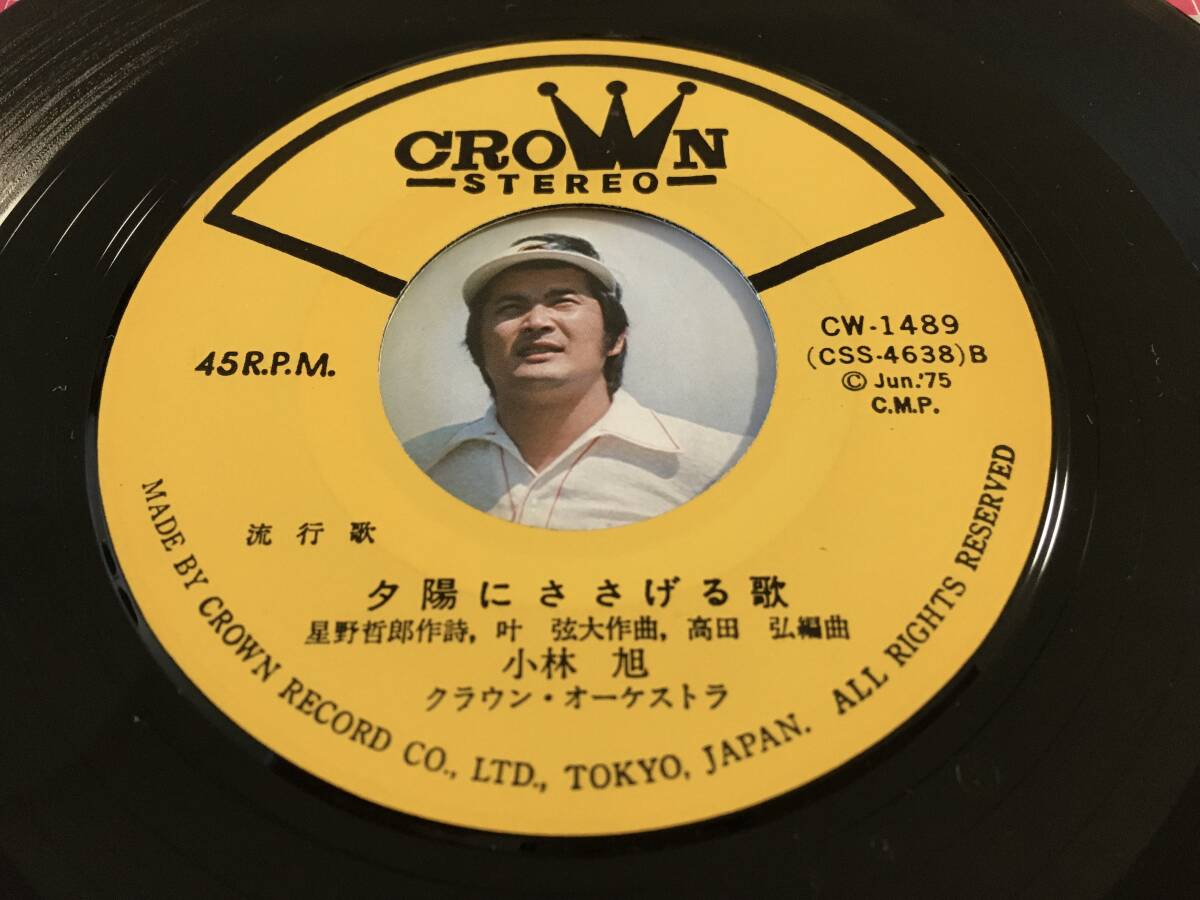 CROWN
STEREO
45 R.P.M.
CW-1489
(CSS-4638)B
© Jun.'75
C.M.P.
流行歌
夕陽にささげる歌
星野哲郎作詩, 叶 弦大作曲, 高田 弘編曲
小林 旭
クラウン・オーケストラ
MADE BY CROWN RECORD CO., LTD., TOKYO, JAPAN. ALL RIGHTS RESERVED